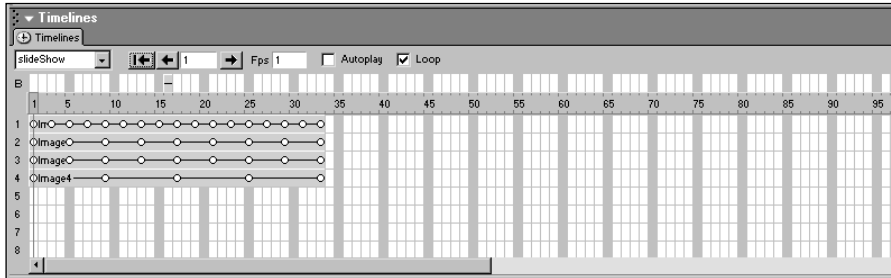 Timelines
Timelines
slideShow 1 Fps 1 Autoplay Loop
B
1 5 10 15 20 25 30 35 40 45 50 55 60 65 70 75 80 85 90 95
1 Im
2 Image
3 Image
4 Image4
5
6
7
8